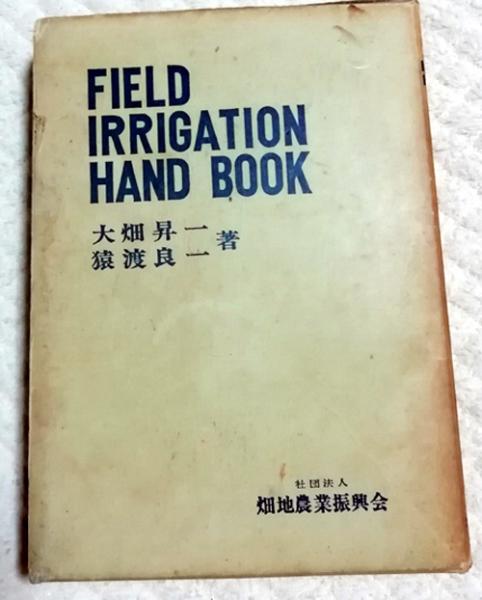 FIELD
IRRIGATION
HAND BOOK
大畑昇一
猿渡良一 著
社団法人
畑地農業振興会